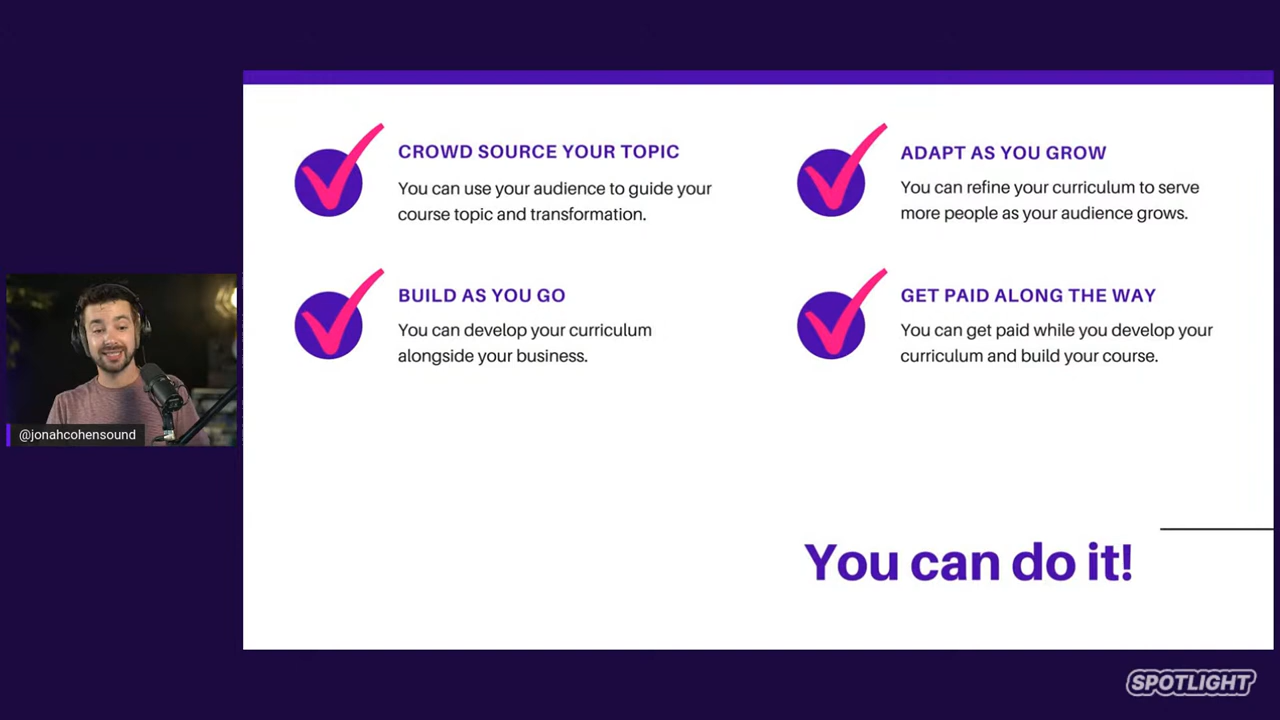 CROWD SOURCE YOUR TOPIC
You can use your audience to guide your
course topic and transformation.
ADAPT AS YOU GROW
You can refine your curriculum to serve
more people as your audience grows.
BUILD AS YOU GO
You can develop your curriculum
alongside your business.
GET PAID ALONG THE WAY
You can get paid while you develop your
curriculum and build your course.
@jonahcohensound
You can do it!
SPOTLIGHT